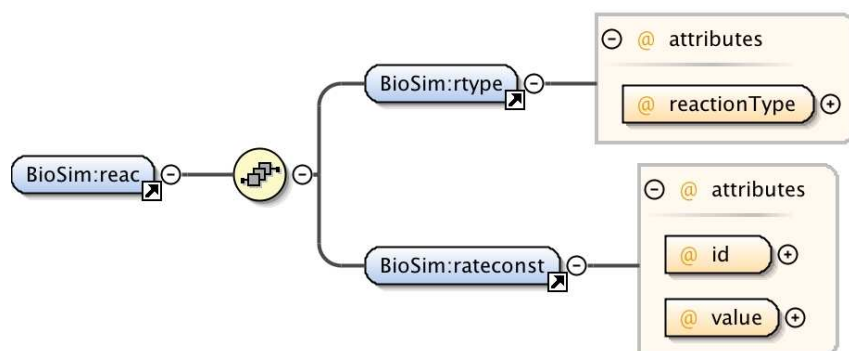 @ attributes
BioSim:rtype
@ reactionType
BioSim:reac
@ attributes
@ id
BioSim:rateconst
@ value